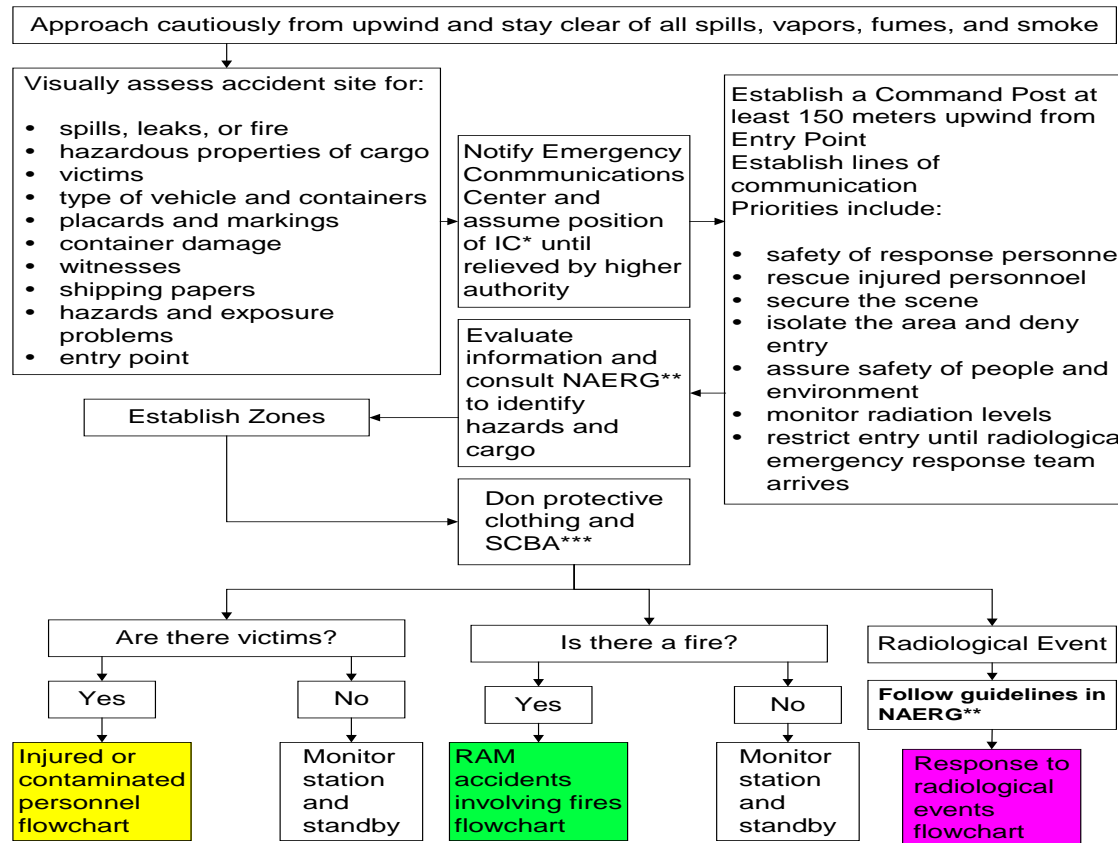 Approach cautiously from upwind and stay clear of all spills, vapors, fumes, and smoke
Visually assess accident site for:
• spills, leaks, or fire
• hazardous properties of cargo
• victims
• type of vehicle and containers
• placards and markings
• container damage
• witnesses
• shipping papers
• hazards and exposure
problems
• entry point
Notify Emergency
Conmmunications
Center and
assume position
of IC* until
relieved by higher
authority
Establish a Command Post at
least 150 meters upwind from
Entry Point
Establish lines of
communication
Priorities include:
• safety of response personne
• rescue injured personnoel
• secure the scene
• isolate the area and deny
entry
• assure safety of people and
environment
• monitor radiation levels
• restrict entry until radiologica
emergency response team
arrives
Evaluate
information and
consult NAERG**
to identify
hazards and
cargo
Establish Zones
Don protective
clothing and
SCBA***
Are there victims?
Is there a fire?
Radiological Event
Yes
No
Yes
No
Follow guidelines in
NAERG**
Injured or
contaminated
personnel
flowchart
Monitor
station
and
standby
RAM
accidents
involving fires
flowchart
Monitor
station
and
standby
Response to
radiological
events
flowchart